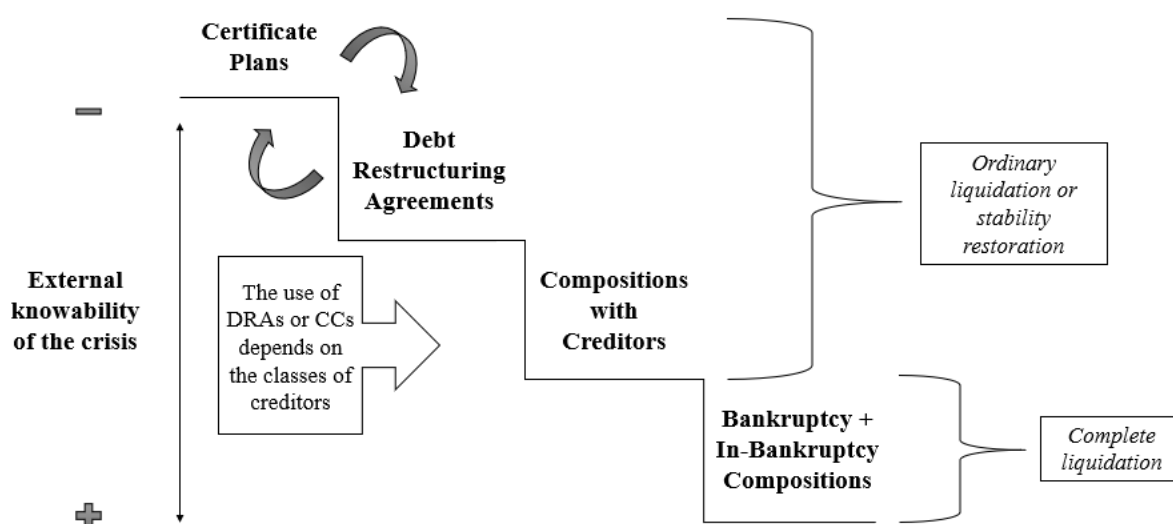 Certificate
Plans
Debt
Restructuring
Agreements
Ordinary
liquidation or
stability
restoration
External
knowability
of the crisis
The use of
DRAs or CCs
depends on
the classes of
creditors
Compositions
with
Creditors
Bankruptcy +
In-Bankruptcy
Compositions
Complete
liquidation